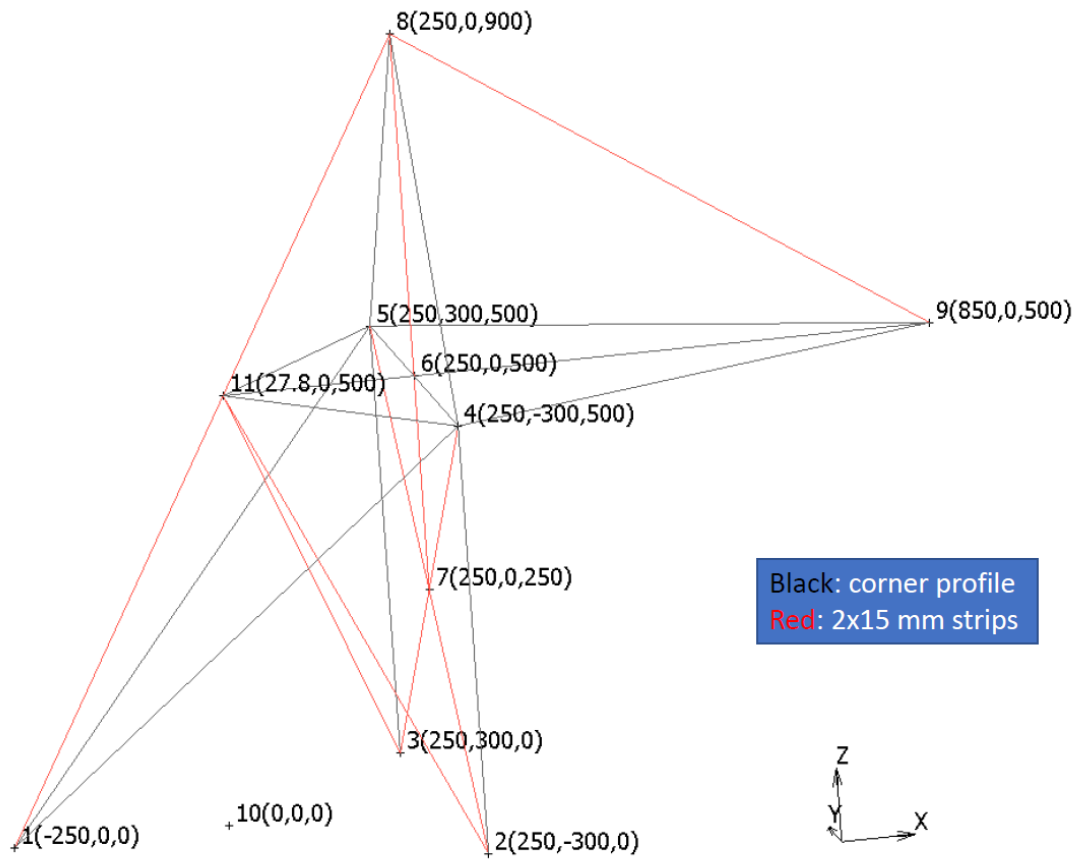 8(250,0,900)
9(850,0,500)
5(250,300,500)
6(250,0,500)
11(27.8,0,500)
4(250,-300,500)
7(250,0,250)
Black: corner profile
Red: 2x15 mm strips
3(250,300,0)
10(0,0,0)
1(-250,0,0)
2(250,-300,0)
Z
Y
X